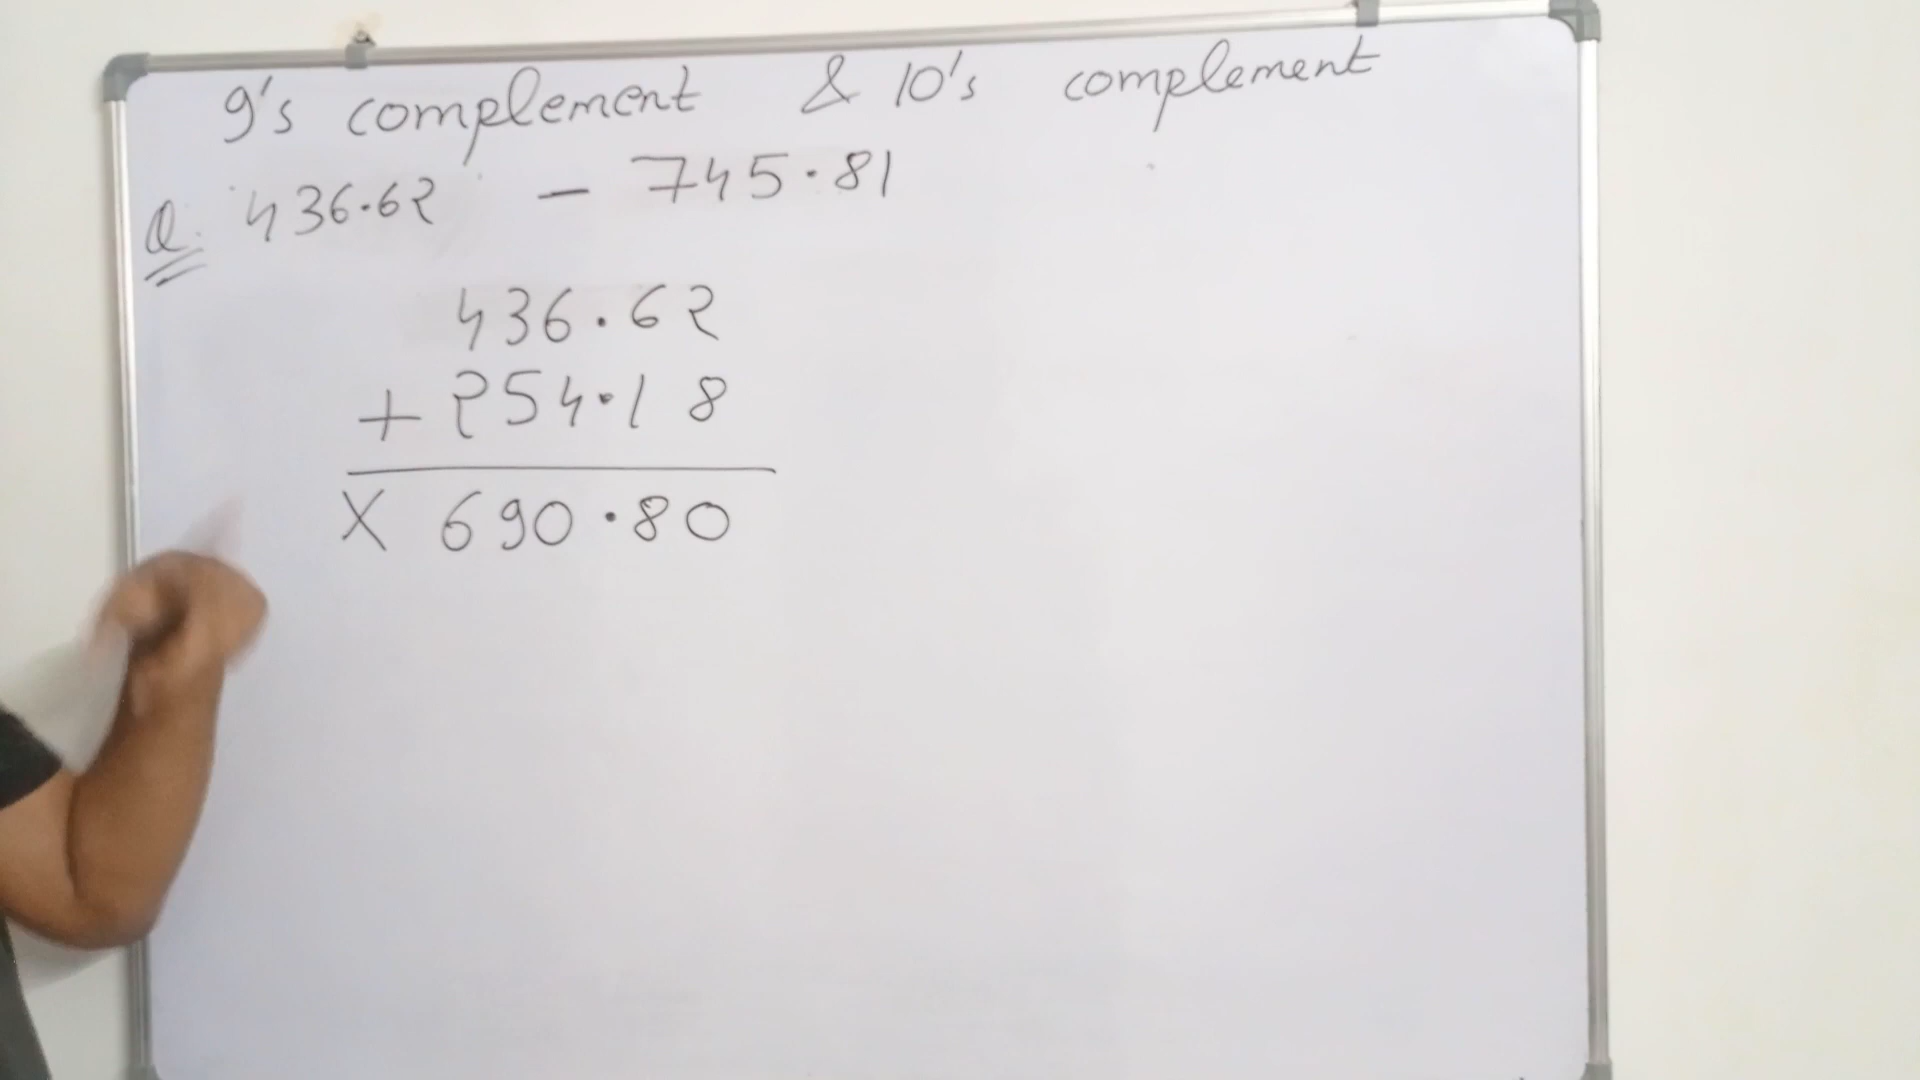 9's complement & 10's complement
Q. 436.62 - 745.81
436.62
+ 254.18
X 690.80